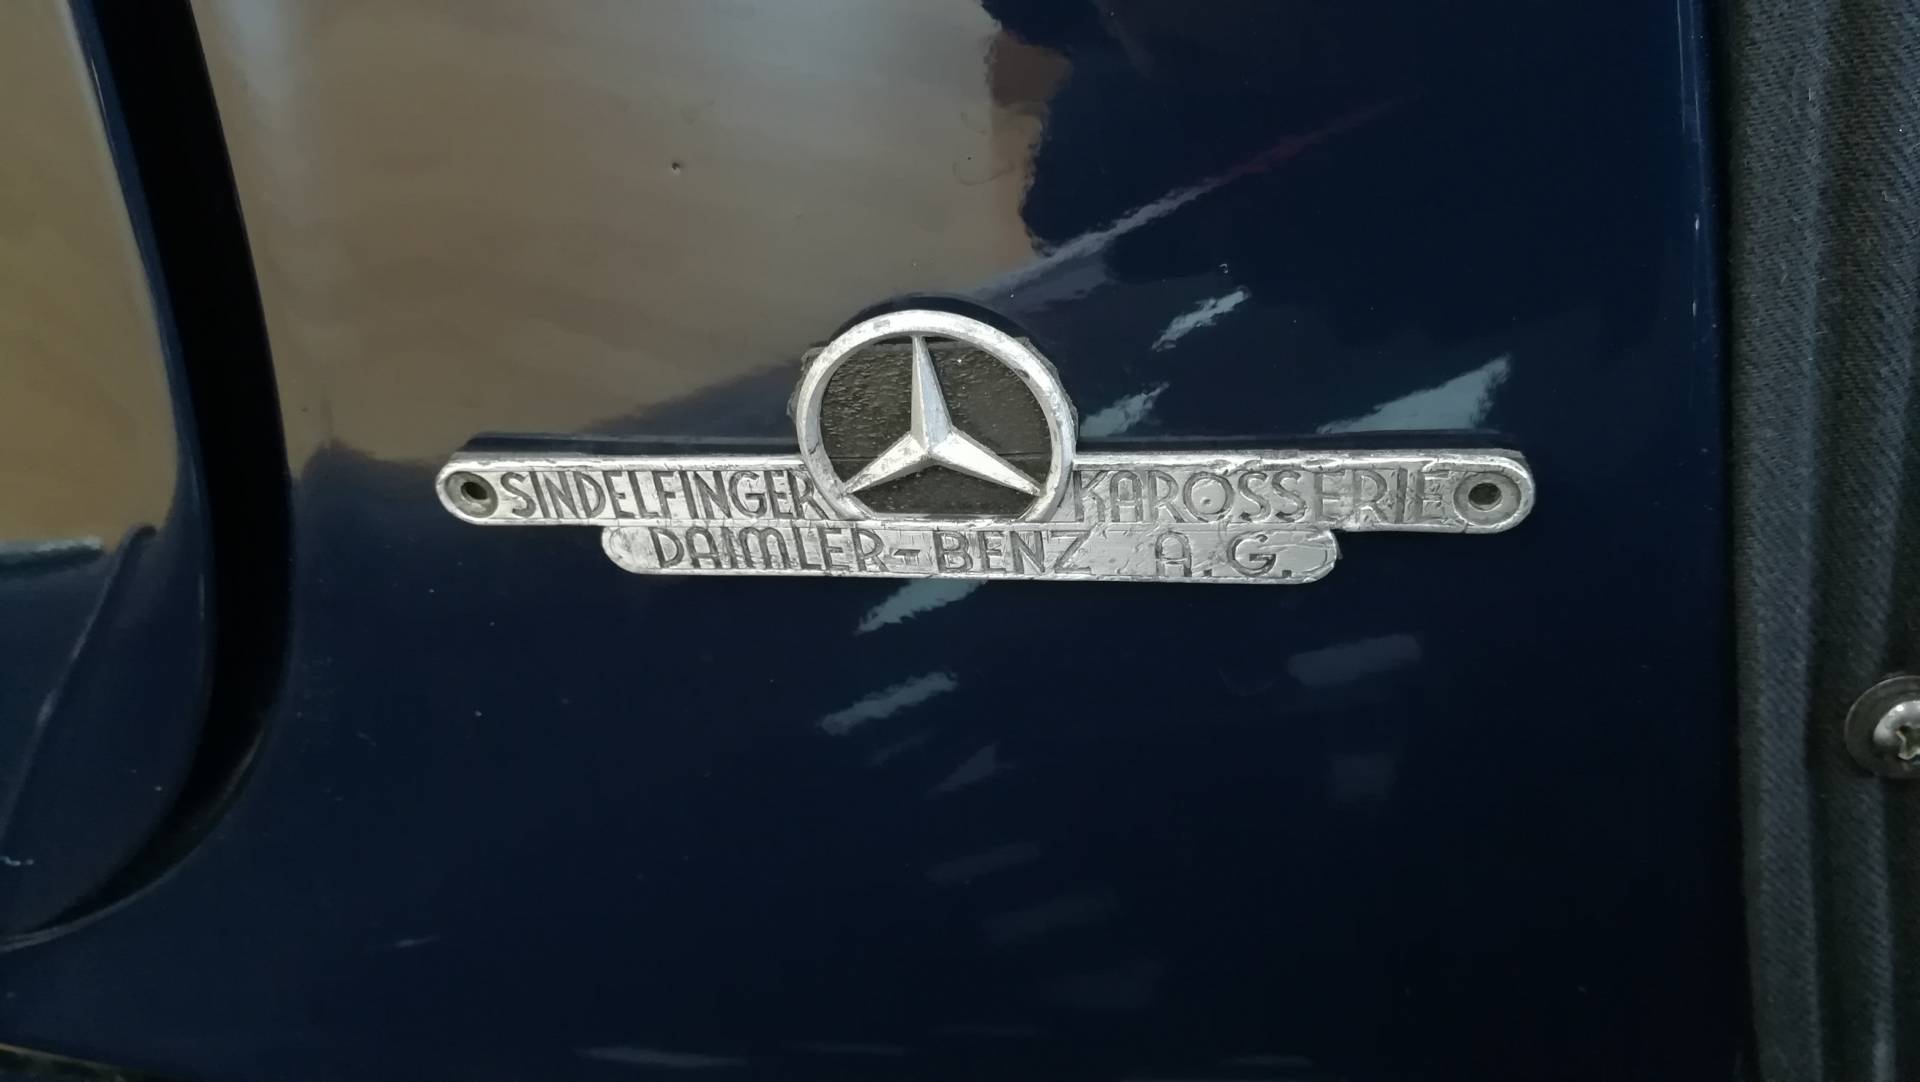 SINDELFINGER KAROSSERIE
DAIMLER-BENZ A.G.